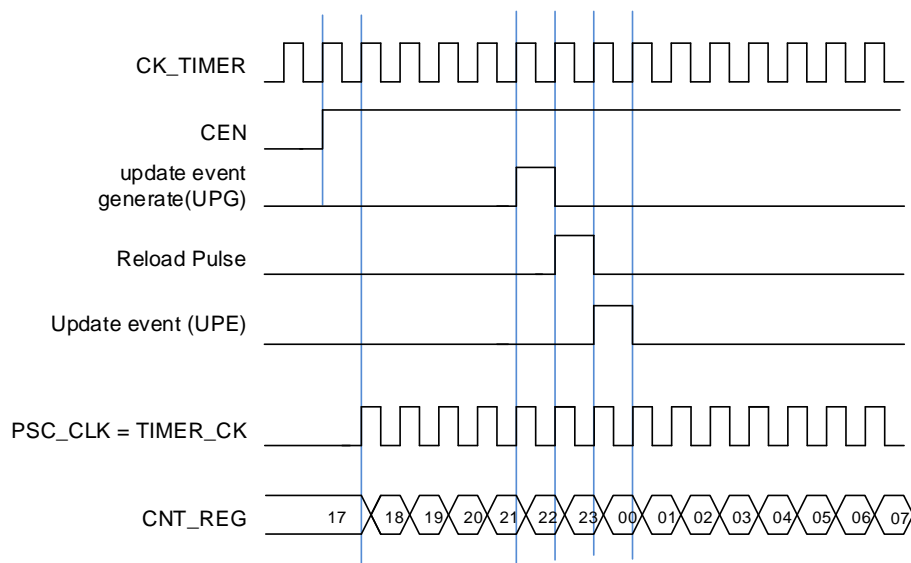 CK_TIMER
CEN
update event
generate(UPG)
Reload Pulse
Update event (UPE)
PSC_CLK = TIMER_CK
CNT_REG 17 18 19 20 21 22 23 00 01 02 03 04 05 06 07